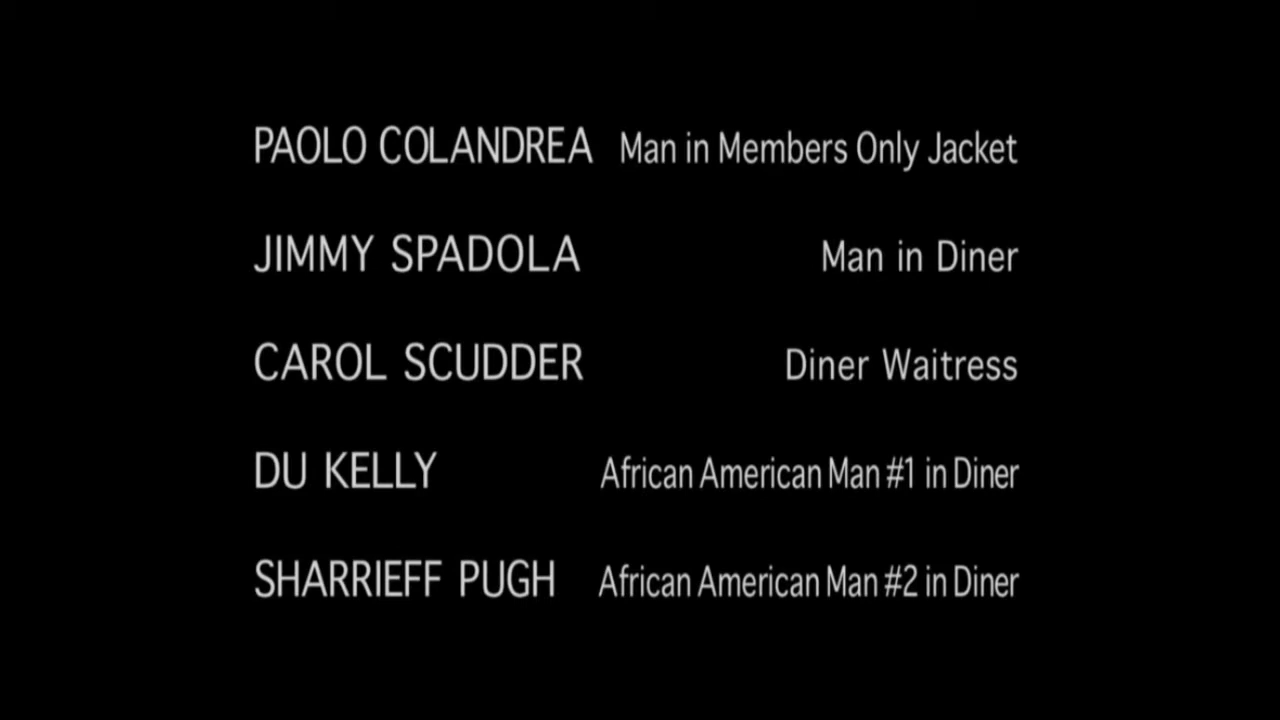 PAOLO COLANDREA Man in Members Only Jacket
JIMMY SPADOLA Man in Diner
CAROL SCUDDER Diner Waitress
DU KELLY African American Man #1 in Diner
SHARRIEFF PUGH African American Man #2 in Diner